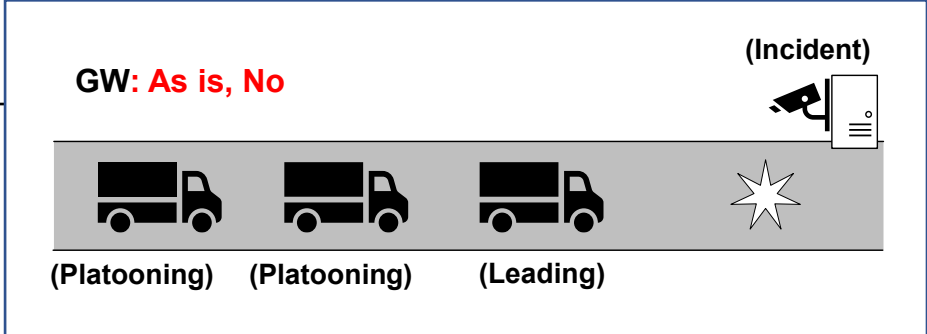 (Incident)
GW: As is, No
(Platooning) (Platooning) (Leading)